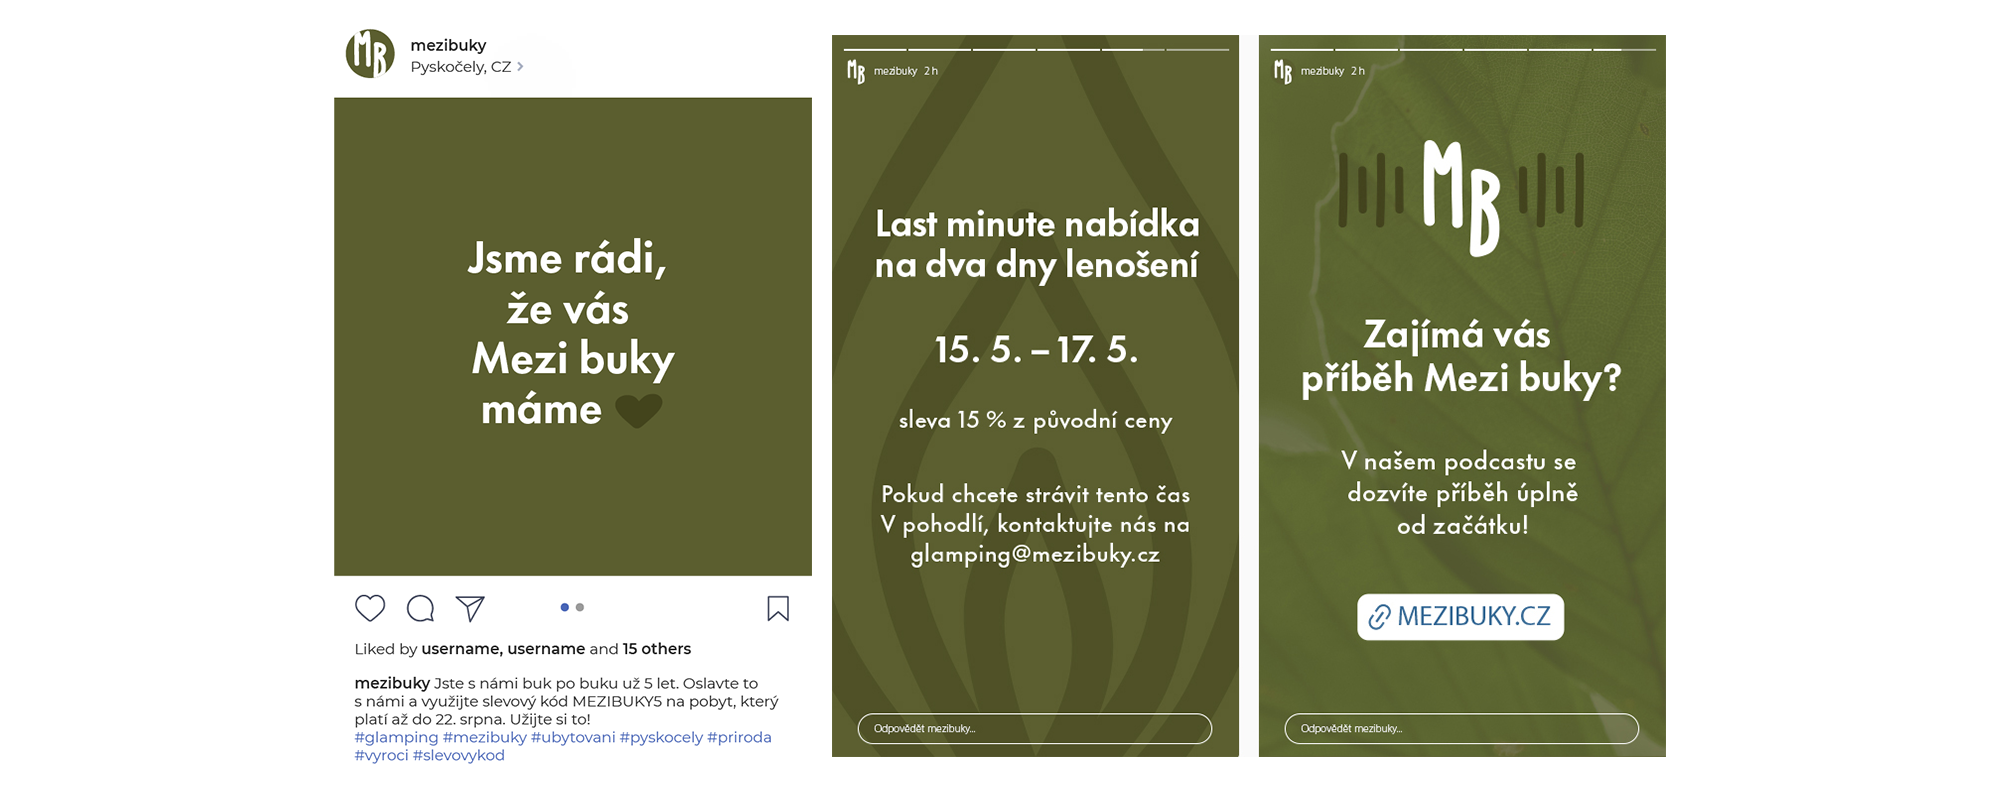 MB
mezibuky
Pyskočely, CZ
Jsme rádi,
že vás
Mezi buky
máme
Liked by username, username and 15 others
mezibuky Jste s námi buk po buku už 5 let. Oslavte to
s námi a využijte slevový kód MEZIBUKY5 na pobyt, který
platí až do 22. srpna. Užijte si to!
#glamping #mezibuky #ubytovani #pyskocely #priroda
#vyroci #slevovykod
MB mezibuky 2 h
Last minute nabídka
na dva dny lenošení
15. 5. – 17. 5.
sleva 15 % z původní ceny
Pokud chcete strávit tento čas
V pohodlí, kontaktujte nás na
glamping@mezibuky.cz
Odpovědět mezibuky...
MB mezibuky 2 h
MB
Zajímá vás
příběh Mezi buky?
V našem podcastu se
dozvíte příběh úplně
od začátku!
MEZIBUKY.CZ
Odpovědět mezibuky...